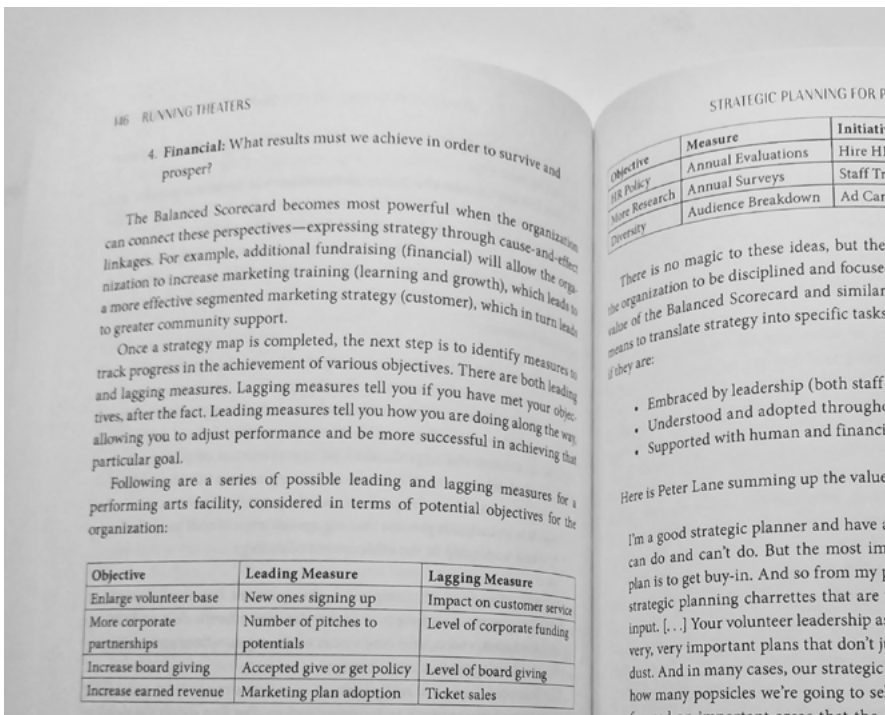 146 RUNNING THEATERS
4. Financial: What results must we achieve in order to survive and
prosper?
The Balanced Scorecard becomes most powerful when the organization
can connect these perspectives—expressing strategy through cause-and-effect
linkages. For example, additional fundraising (financial) will allow the orga-
nization to increase marketing training (learning and growth), which leads to
a more effective segmented marketing strategy (customer), which in turn leads
to greater community support.
Once a strategy map is completed, the next step is to identify measures to
track progress in the achievement of various objectives. There are both leading
and lagging measures. Lagging measures tell you if you have met your objec-
tives, after the fact. Leading measures tell you how you are doing along the way,
allowing you to adjust performance and be more successful in achieving that
particular goal.
Following are a series of possible leading and lagging measures for a
performing arts facility, considered in terms of potential objectives for the
organization:
Objective Leading Measure Lagging Measure
Enlarge volunteer base New ones signing up Impact on customer service
More corporate Number of pitches to Level of corporate funding
partnerships potentials
Increase board giving Accepted give or get policy Level of board giving
Increase earned revenue Marketing plan adoption Ticket sales
STRATEGIC PLANNING FOR P
Objective Measure Initiativ
HR Policy Annual Evaluations Hire H
More Research Annual Surveys Staff Tr
Diversity Audience Breakdown Ad Can
There is no magic to these ideas, but the
the organization to be disciplined and focuse
value of the Balanced Scorecard and similar
means to translate strategy into specific tasks
if they are:
• Embraced by leadership (both staff
• Understood and adopted througho
• Supported with human and financi
Here is Peter Lane summing up the value
I'm a good strategic planner and have a
can do and can't do. But the most im
plan is to get buy-in. And so from my p
strategic planning charrettes that are
input. [...] Your volunteer leadership as
very, very important plans that don't ju
dust. And in many cases, our strategic
how many popsicles we're going to sel